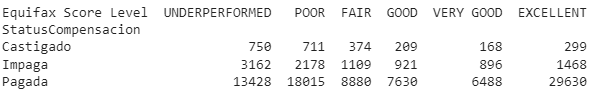 Equifax Score Level UNDERPERFORMED POOR FAIR GOOD VERY GOOD EXCELLENT
StatusCompensacion
Castigado 750 711 374 209 168 299
Impaga 3162 2178 1109 921 896 1468
Pagada 13428 18015 8880 7630 6488 29630